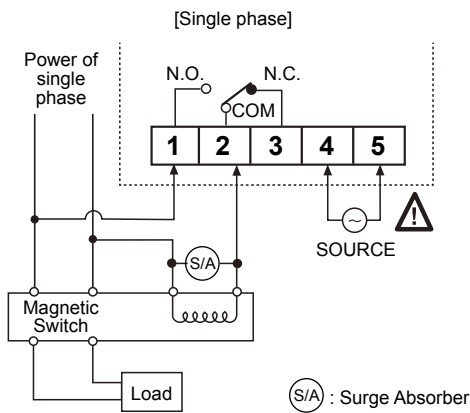 [Single phase]
Power of
single
phase
N.O.
N.C.
COM
1 2 3 4 5
SOURCE
S/A
Magnetic
Switch
Load
S/A : Surge Absorber